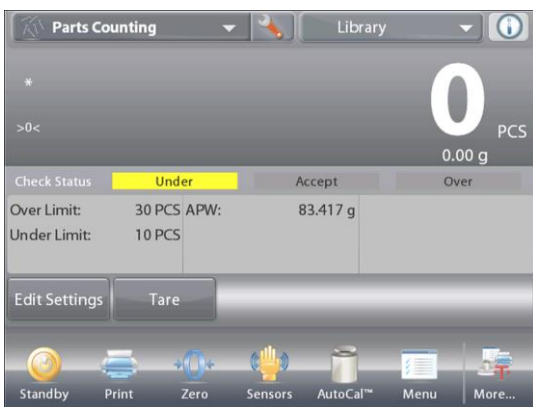 Parts Counting
Library
*
>0<
0 PCS
0.00 g
Check Status Under Accept Over
Over Limit: 30 PCS APW: 83.417 g
Under Limit: 10 PCS
Edit Settings Tare
Standby Print Zero Sensors AutoCal™ Menu More...